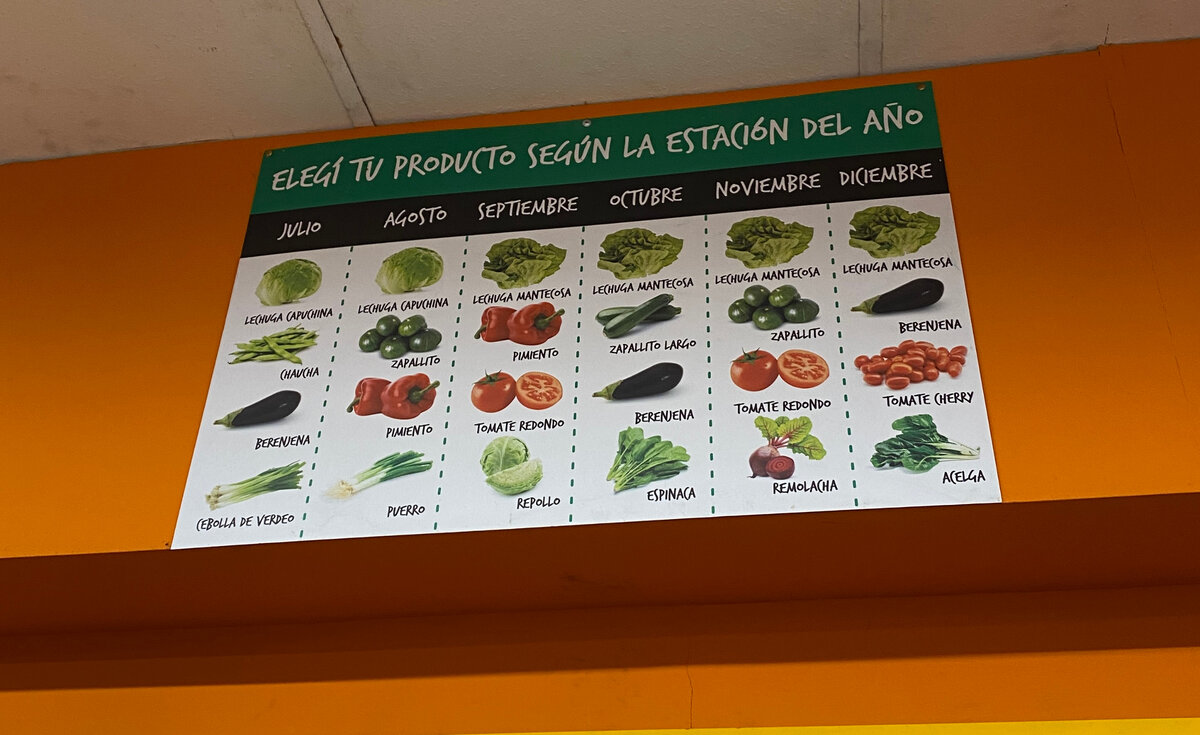 ELEGÍ TU PRODUCTO SEGÚN LA ESTACIÓN DEL AÑO
JULIO AGOSTO SEPTIEMBRE OCTUBRE NOVIEMBRE DICIEMBRE
LECHUGA CAPUCHINA LECHUGA CAPUCHINA LECHUGA MANTECOSA LECHUGA MANTECOSA LECHUGA MANTECOSA LECHUGA MANTECOSA
CHAUCHA ZAPALLITO PIMIENTO ZAPALLITO LARGO ZAPALLITO BERENJENA
BERENJENA PIMIENTO TOMATE REDONDO BERENJENA TOMATE REDONDO TOMATE CHERRY
CEBOLLA DE VERDEO PUERRO REPOLLO ESPINACA REMOLACHA ACELGA